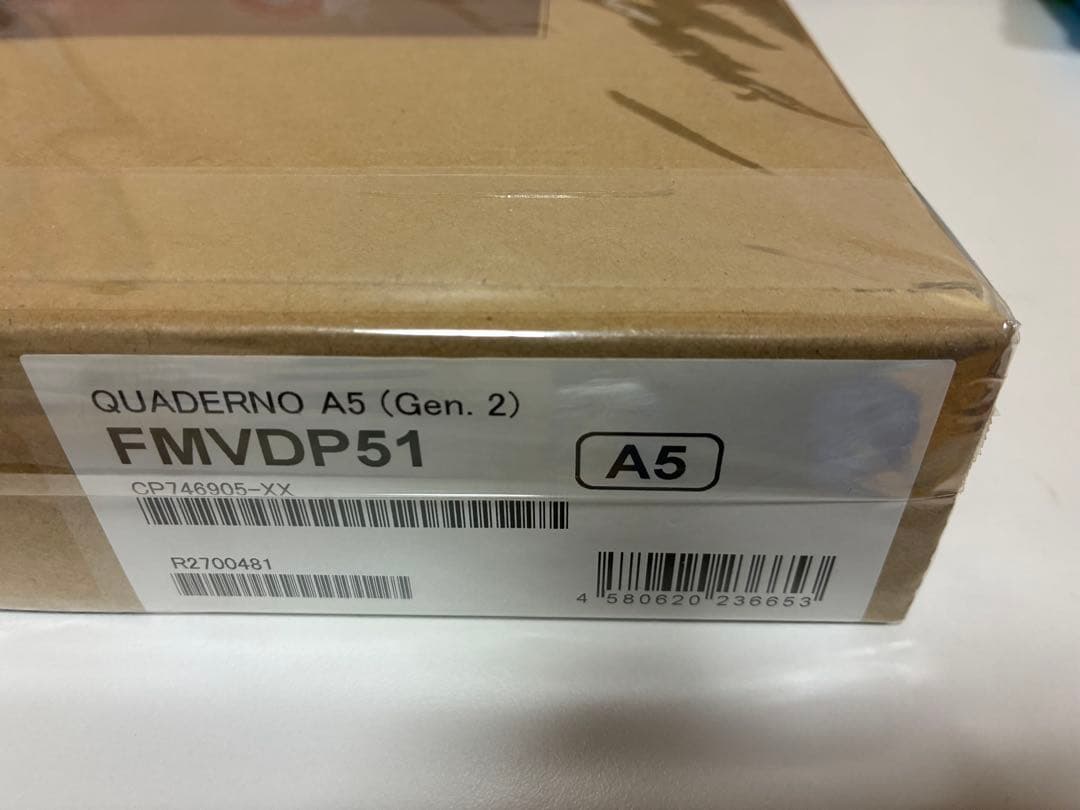 QUADERNO A5 (Gen. 2)
FMVDP51
A5
CP746905-XX
R2700481
4 580620 236653